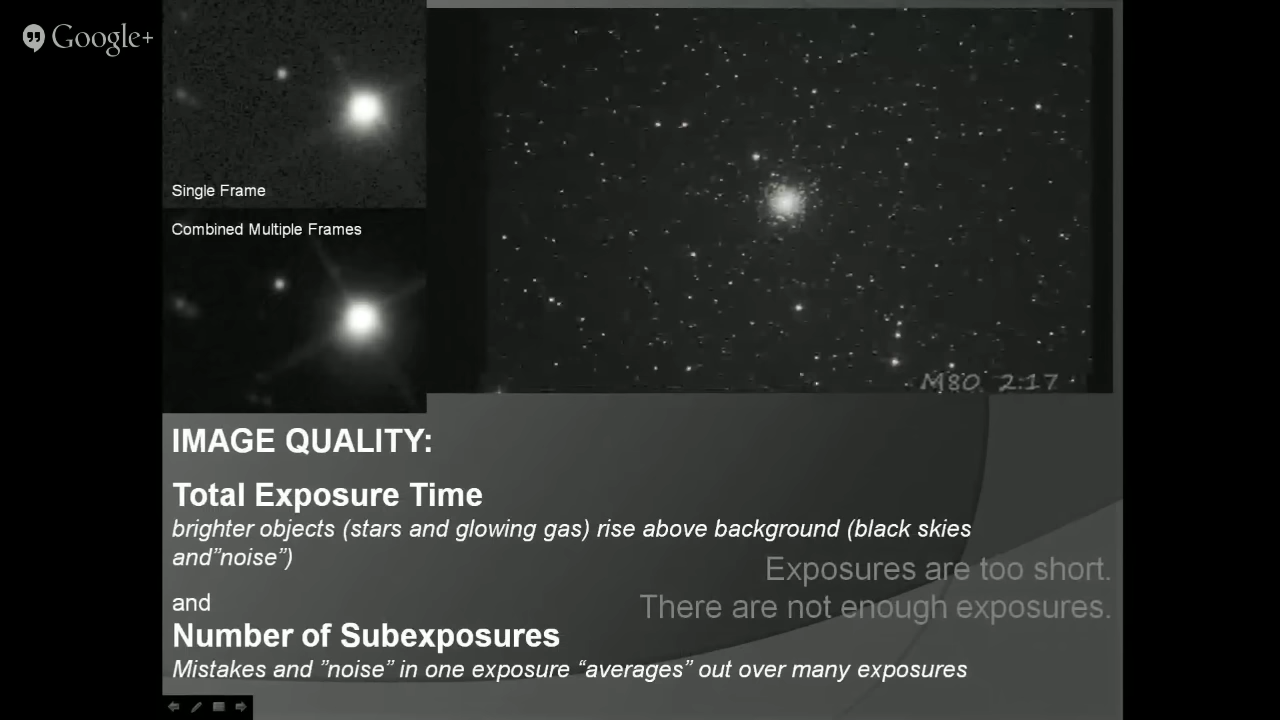 Google+
Single Frame
Combined Multiple Frames
M80 2:17
IMAGE QUALITY:
Total Exposure Time
brighter objects (stars and glowing gas) rise above background (black skies
and”noise”)
Exposures are too short.
and
There are not enough exposures.
Number of Subexposures
Mistakes and ”noise” in one exposure “averages” out over many exposures